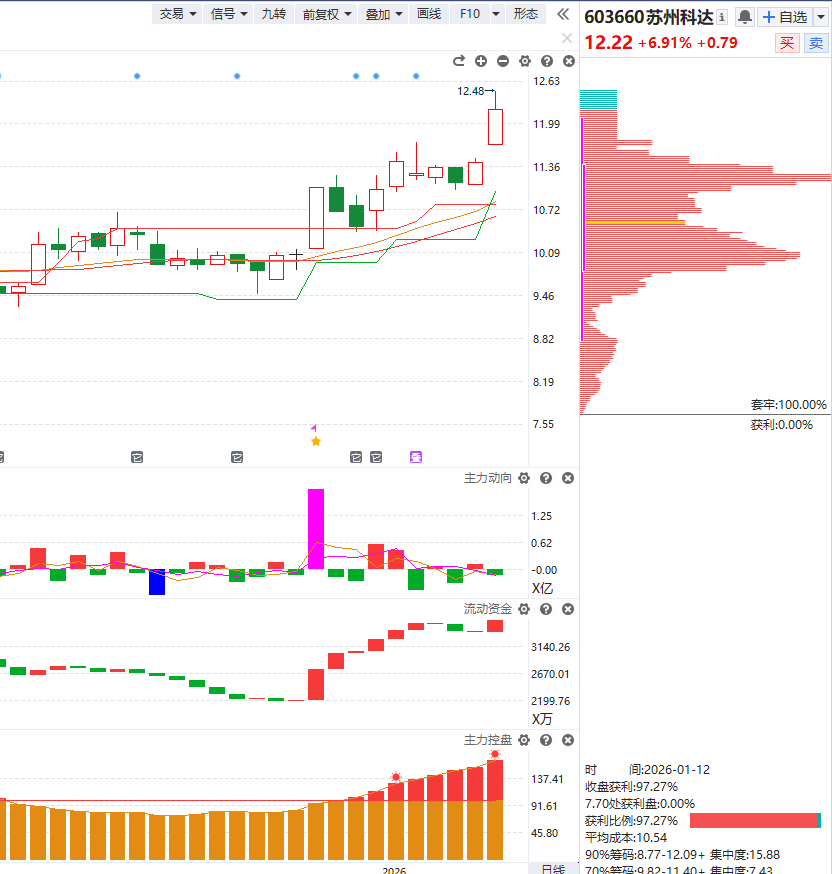 交易 信号 九转 前复权 叠加 画线 F10 形态
603660苏州科达
自选
12.22 +6.91% +0.79
买 卖
12.63
12.48
11.99
11.36
10.72
10.09
9.46
8.82
8.19
7.55
套牢:100.00%
获利:0.00%
主力动向
1.25
0.62
-0.00
X亿
流动资金
3140.26
2670.01
2199.76
X万
主力控盘
137.41
91.61
45.80
2026
日线
时 间:2026-01-12
收盘获利:97.27%
7.70处获利盘:0.00%
获利比例:97.27%
平均成本:10.54
90%筹码:8.77-12.09+ 集中度:15.88
70%筹码:9.82-11.40+ 集中度:7.43